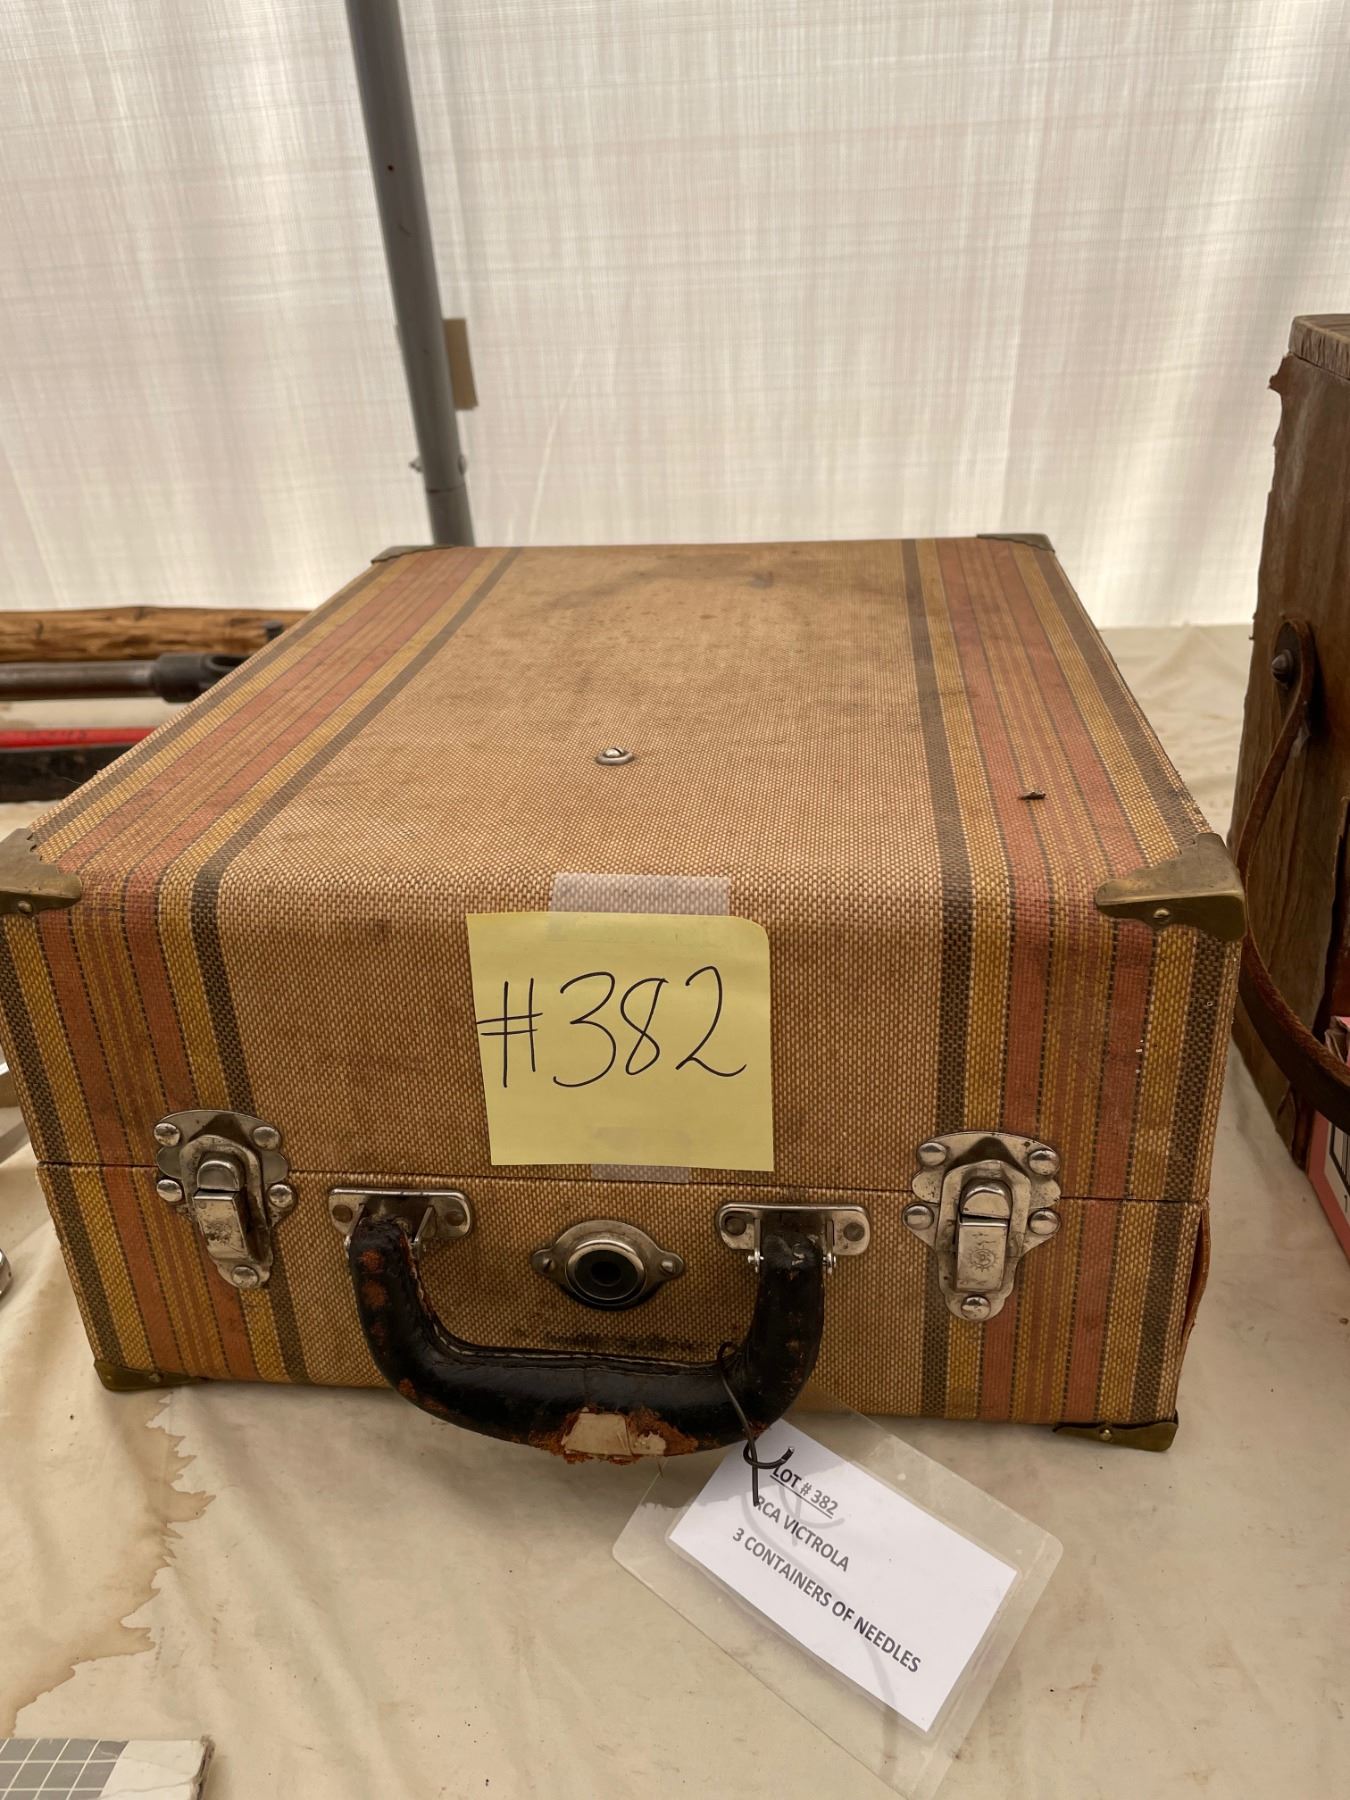 #382
LOT # 382
RCA VICTROLA
3 CONTAINERS OF NEEDLES